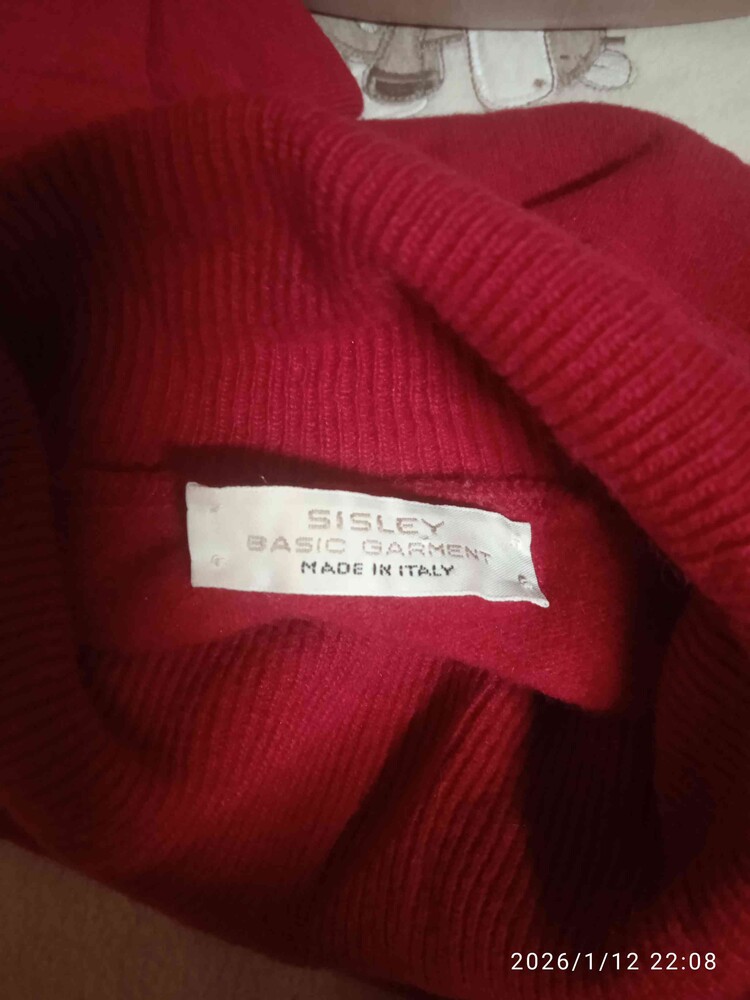 SISLEY
BASIC GARMENT
MADE IN ITALY
2026/1/12 22:08